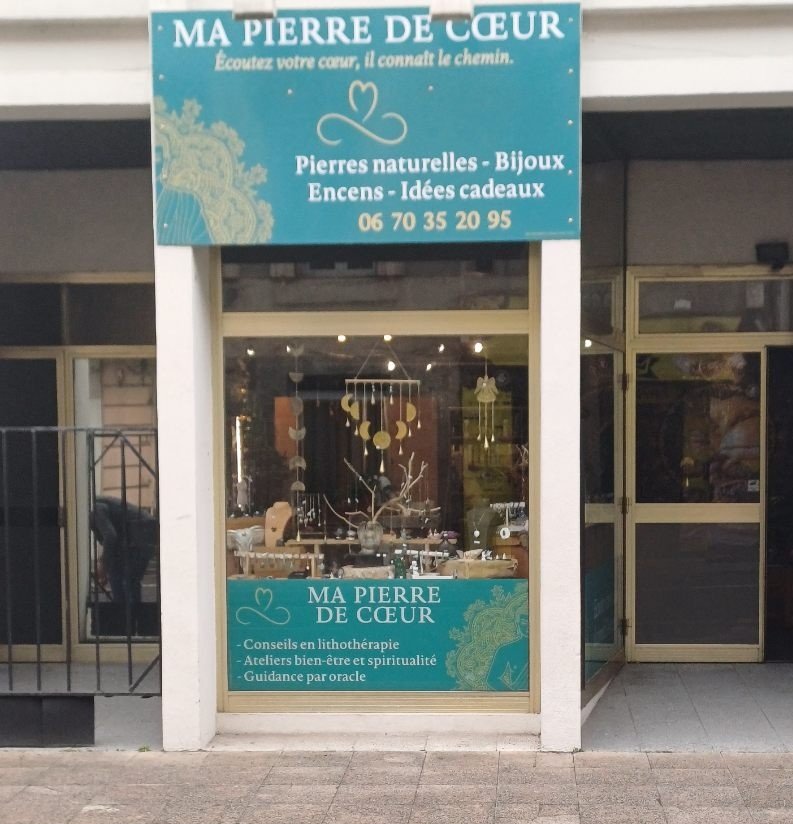 MA PIERRE DE CŒUR
Écoutez votre cœur, il connaît le chemin.
Pierres naturelles - Bijoux
Encens - Idées cadeaux
06 70 35 20 95
MA PIERRE
DE CŒUR
- Conseils en lithothérapie
- Ateliers bien-être et spiritualité
- Guidance par oracle